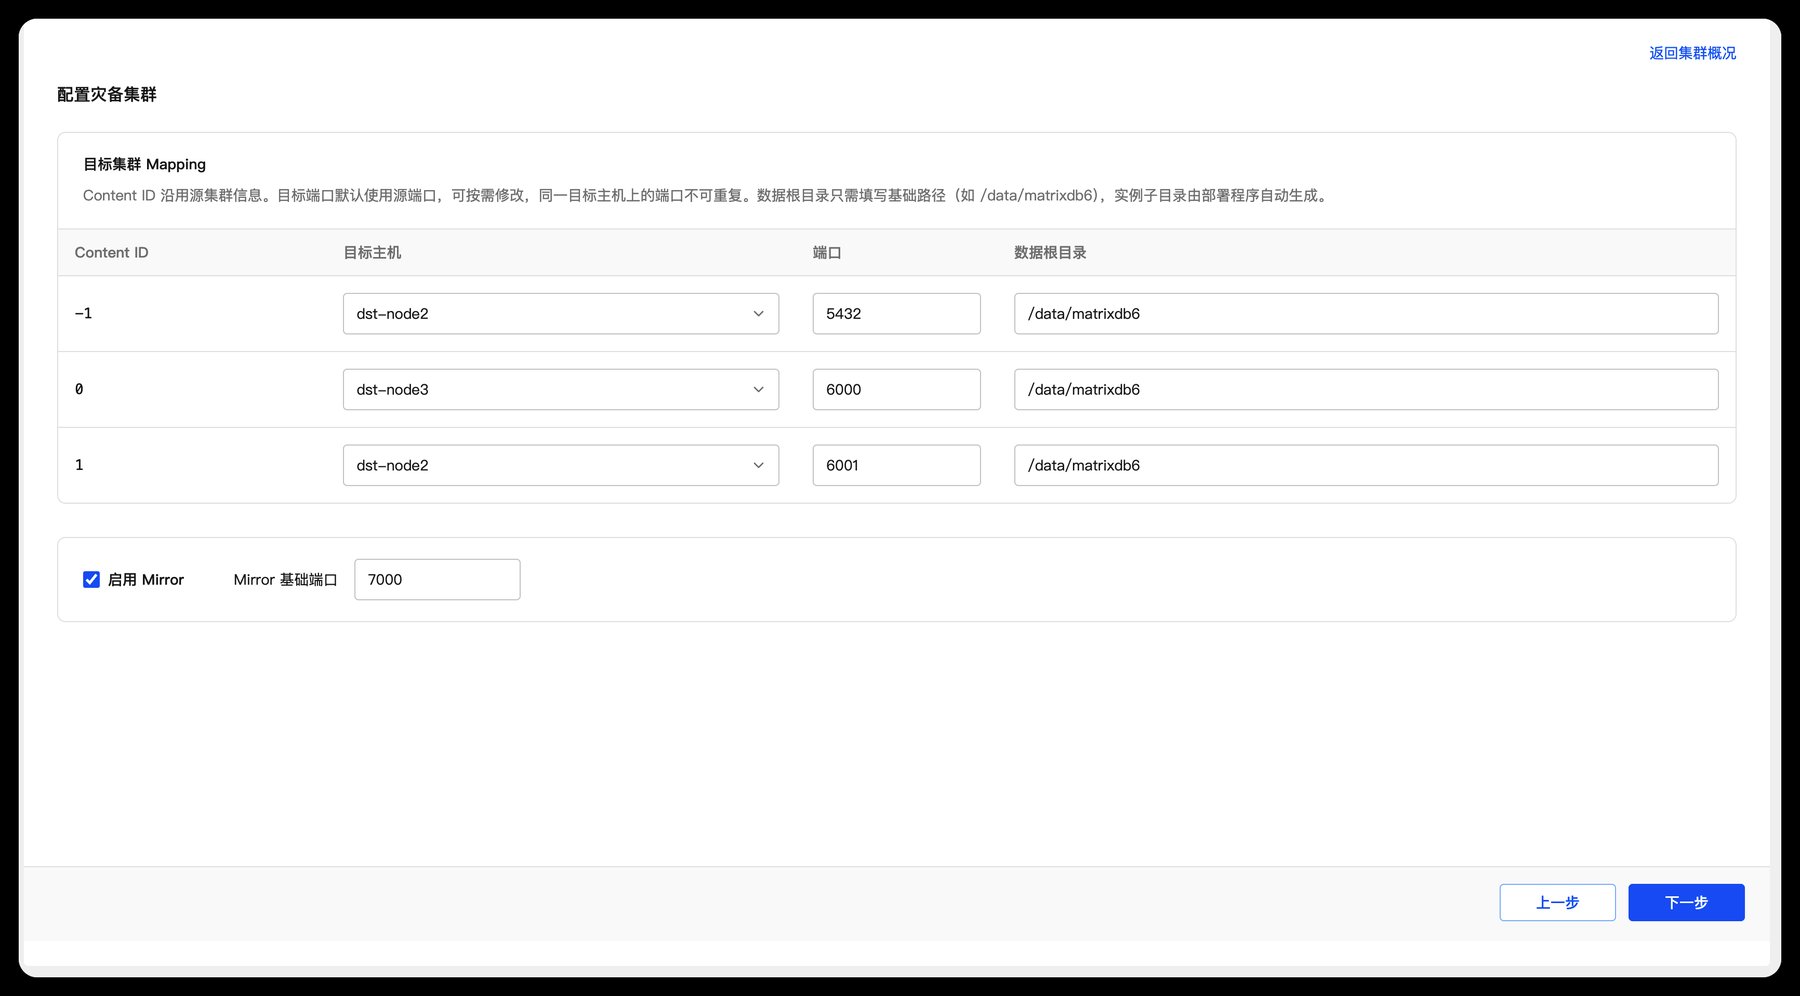 返回集群概况
配置灾备集群
目标集群 Mapping
Content ID 沿用源集群信息。目标端口默认使用源端口，可按需修改，同一目标主机上的端口不可重复。数据根目录只需填写基础路径（如 /data/matrixdb6），实例子目录由部署程序自动生成。
Content ID 目标主机 端口 数据根目录
-1 dst-node2 5432 /data/matrixdb6
0 dst-node3 6000 /data/matrixdb6
1 dst-node2 6001 /data/matrixdb6
启用 Mirror Mirror 基础端口 7000
上一步 下一步